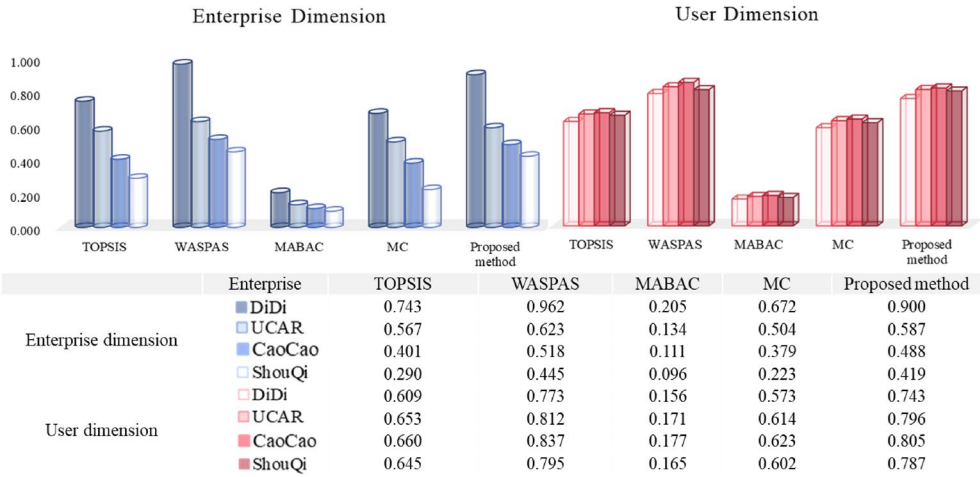 Enterprise Dimension
User Dimension
1.000
0.800
0.600
0.400
0.200
0.000
TOPSIS WASPAS MABAC MC Proposed method
TOPSIS WASPAS MABAC MC Proposed method
Enterprise TOPSIS WASPAS MABAC MC Proposed method
Enterprise dimension
DiDi 0.743 0.962 0.205 0.672 0.900
UCAR 0.567 0.623 0.134 0.504 0.587
CaoCao 0.401 0.518 0.111 0.379 0.488
ShouQi 0.290 0.445 0.096 0.223 0.419
User dimension
DiDi 0.609 0.773 0.156 0.573 0.743
UCAR 0.653 0.812 0.171 0.614 0.796
CaoCao 0.660 0.837 0.177 0.623 0.805
ShouQi 0.645 0.795 0.165 0.602 0.787